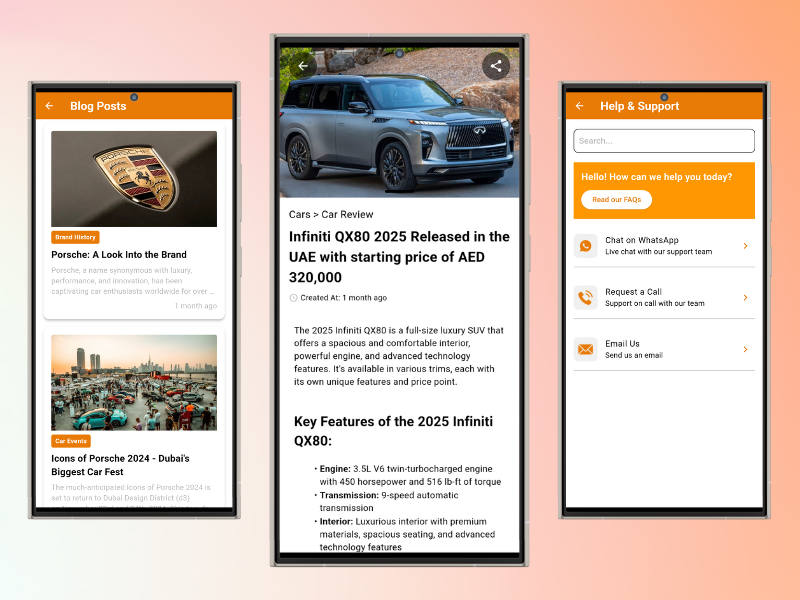 Blog Posts
PORSCHE
Brand History
Porsche: A Look Into the Brand
Porsche, a name synonymous with luxury,
performance, and innovation, has been
captivating car enthusiasts worldwide for over ...
1 month ago
Car Events
Icons of Porsche 2024 - Dubai's
Biggest Car Fest
The much-anticipated Icons of Porsche 2024 is
set to return to Dubai Design District (d3)
Cars > Car Review
Infiniti QX80 2025 Released in the
UAE with starting price of AED
320,000
Created At: 1 month ago
The 2025 Infiniti QX80 is a full-size luxury SUV that
offers a spacious and comfortable interior,
powerful engine, and advanced technology
features. It's available in various trims, each with
its own unique features and price point.
Key Features of the 2025 Infiniti
QX80:
• Engine: 3.5L V6 twin-turbocharged engine
with 450 horsepower and 516 lb-ft of torque
• Transmission: 9-speed automatic
transmission
• Interior: Luxurious interior with premium
materials, spacious seating, and advanced
technology features
Help & Support
Search...
Hello! How can we help you today?
Read our FAQs
Chat on WhatsApp
Live chat with our support team
Request a Call
Support on call with our team
Email Us
Send us an email